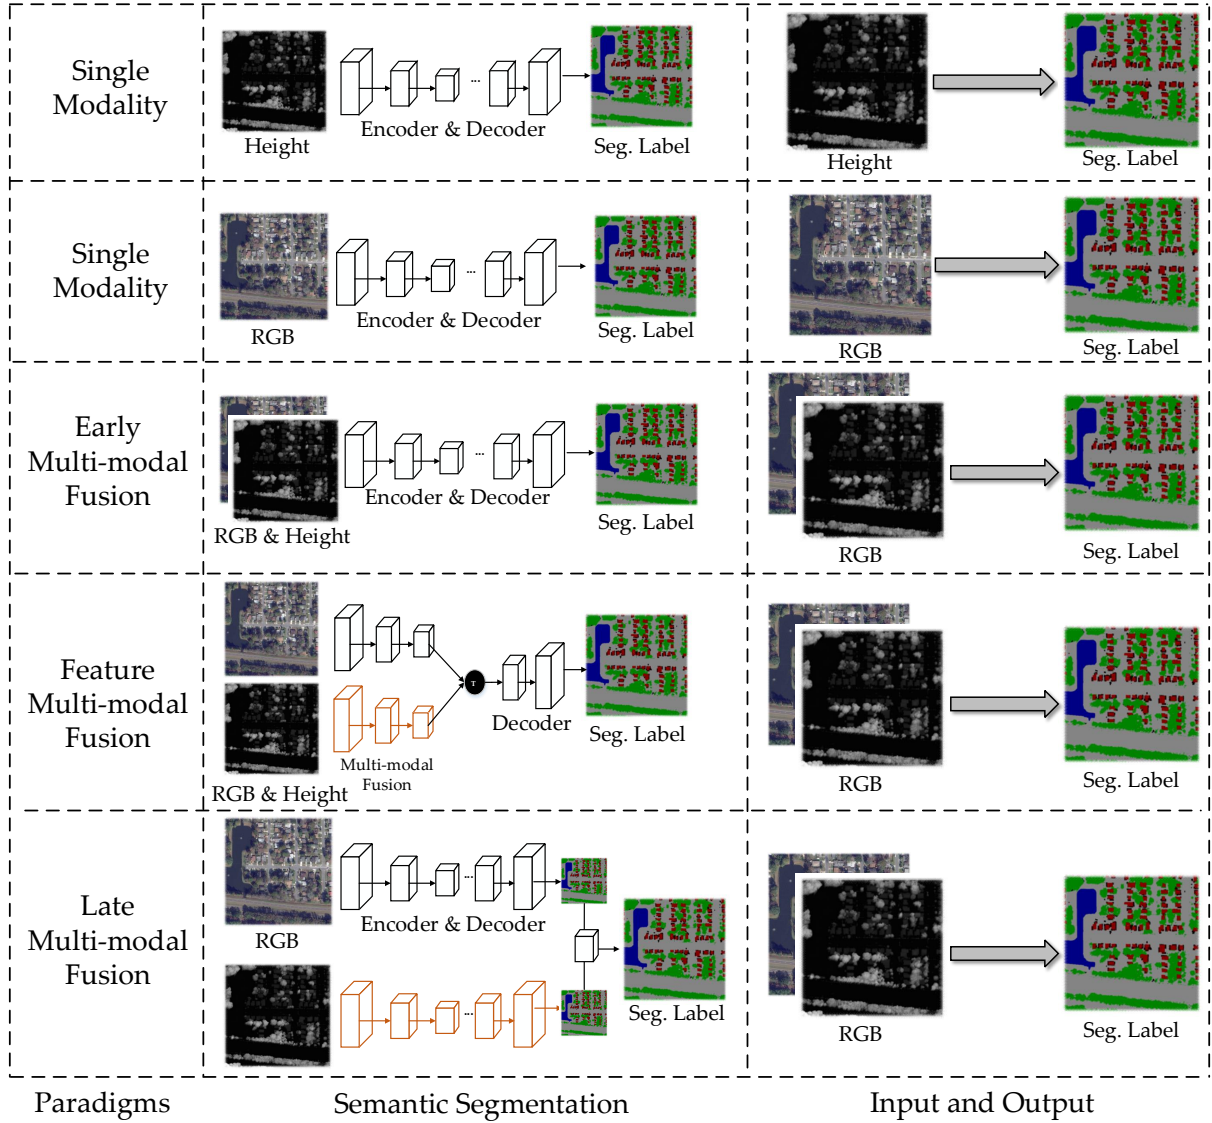 Single
Modality
Height
Encoder & Decoder
...
Seg. Label
Height
Seg. Label
Single
Modality
RGB
Encoder & Decoder
...
Seg. Label
RGB
Seg. Label
Early
Multi-modal
Fusion
RGB & Height
Encoder & Decoder
...
Seg. Label
RGB
Seg. Label
Feature
Multi-modal
Fusion
RGB & Height
Multi-modal
Fusion
T
Decoder
Seg. Label
RGB
Seg. Label
Late
Multi-modal
Fusion
RGB
Encoder & Decoder
...
...
Seg. Label
RGB
Seg. Label
Paradigms
Semantic Segmentation
Input and Output